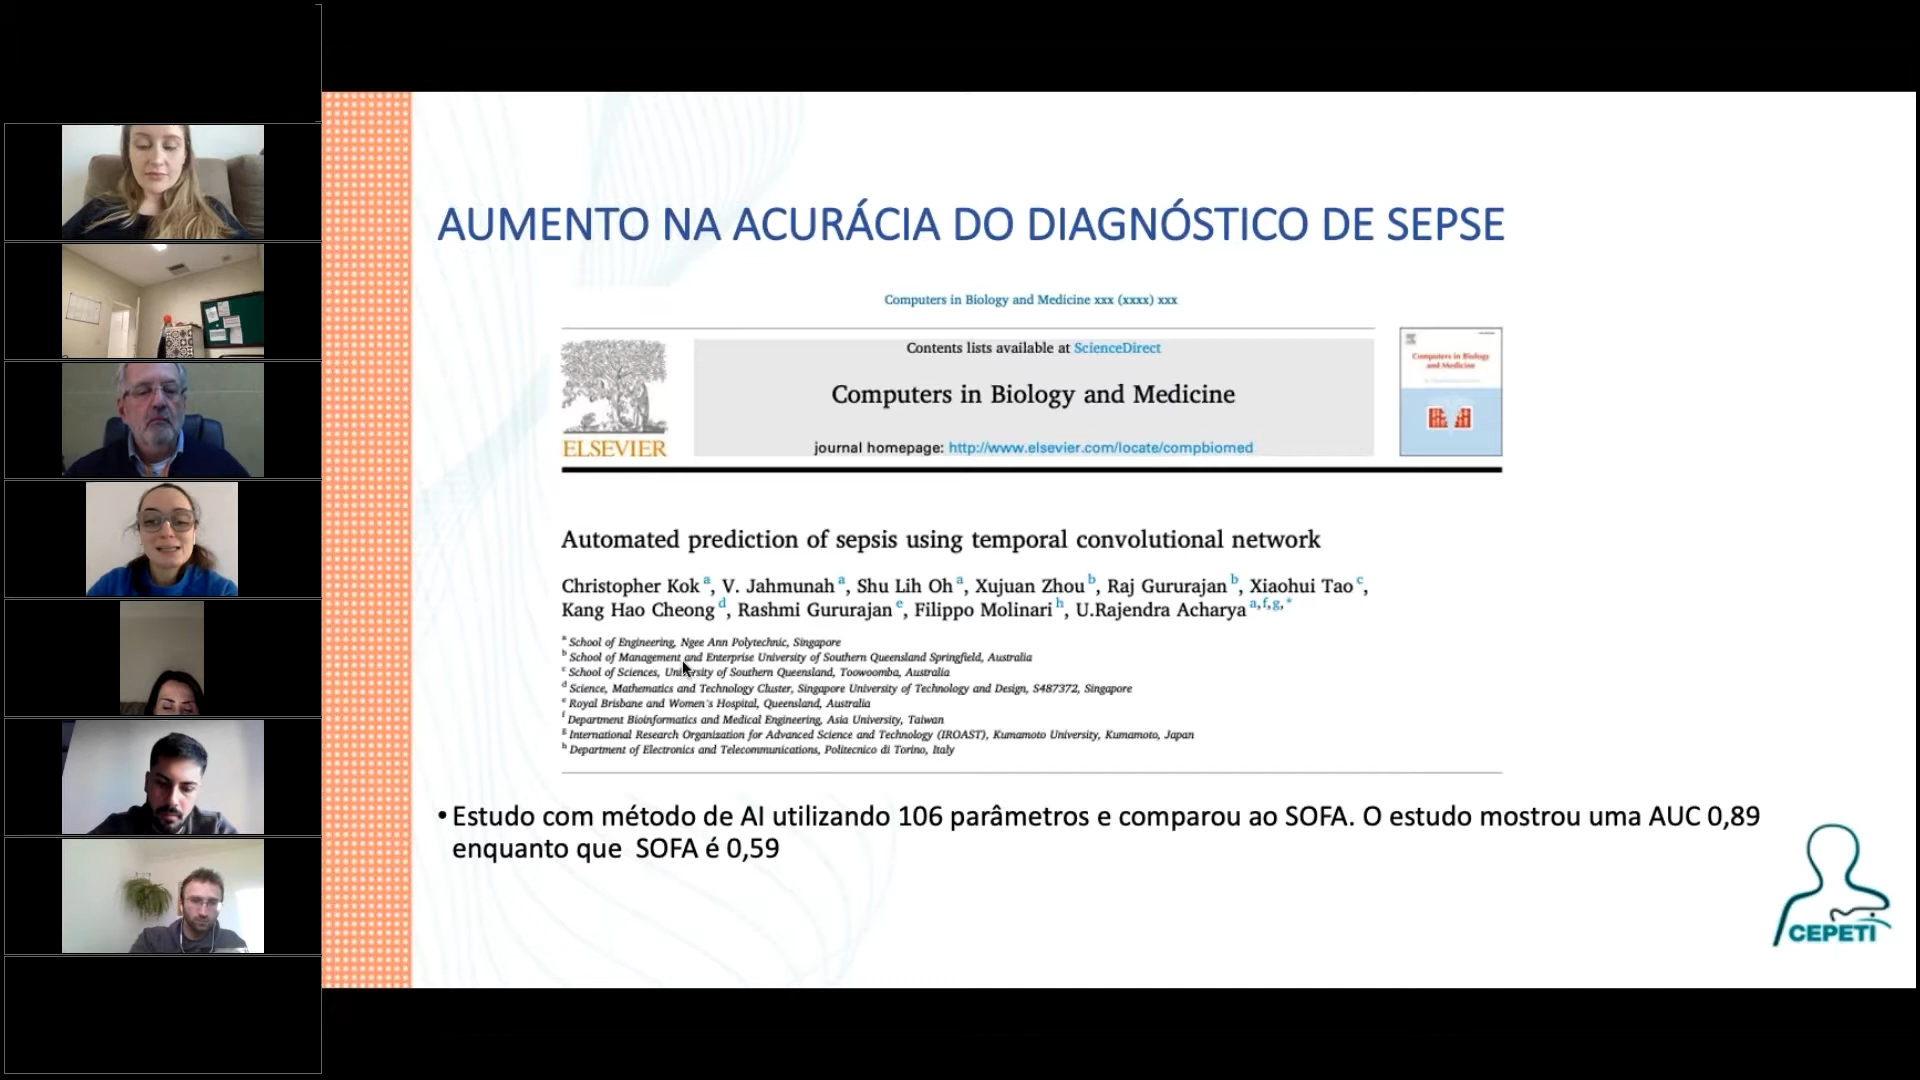 AUMENTO NA ACURÁCIA DO DIAGNÓSTICO DE SEPSE
Computers in Biology and Medicine xxx (xxxx) xxx
Contents lists available at ScienceDirect
Computers in Biology and Medicine
journal homepage: http://www.elsevier.com/locate/compbiomed
ELSEVIER
Computers in Biology
and Medicine
Automated prediction of sepsis using temporal convolutional network
Christopher Kok a, V. Jahmunah a, Shu Lih Oh a, Xujuan Zhou b, Raj Gururajan b, Xiaohui Tao c,
Kang Hao Cheong d, Rashmi Gururajan e, Filippo Molinari h, U.Rajendra Acharya a,f,g,*
a School of Engineering, Ngee Ann Polytechnic, Singapore
b School of Management and Enterprise University of Southern Queensland Springfield, Australia
c School of Sciences, University of Southern Queensland, Toowoomba, Australia
d Science, Mathematics and Technology Cluster, Singapore University of Technology and Design, S487372, Singapore
e Royal Brisbane and Women's Hospital, Queensland, Australia
f Department Bioinformatics and Medical Engineering, Asia University, Taiwan
g International Research Organization for Advanced Science and Technology (IROAST), Kumamoto University, Kumamoto, Japan
h Department of Electronics and Telecommunications, Politecnico di Torino, Italy
• Estudo com método de AI utilizando 106 parâmetros e comparou ao SOFA. O estudo mostrou uma AUC 0,89
enquanto que SOFA é 0,59
CEPETI